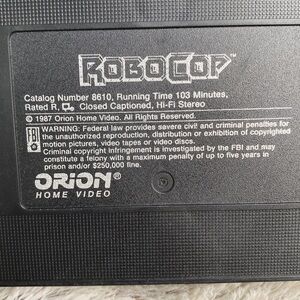 ROBOCOP™
Catalog Number 8610, Running Time 103 Minutes,
Rated R, Closed Captioned, Hi-Fi Stereo
© 1987 Orion Home Video. All Rights Reserved.
WARNING: Federal law provides severe civil and criminal penalties for
the unauthorized reproduction, distribution or exhibition of copyrighted
motion pictures, video tapes or video discs.
Criminal copyright infringement is investigated by the FBI and may
constitute a felony with a maximum penalty of up to five years in
prison and/or $250,000 fine.
ORION®
HOME VIDEO